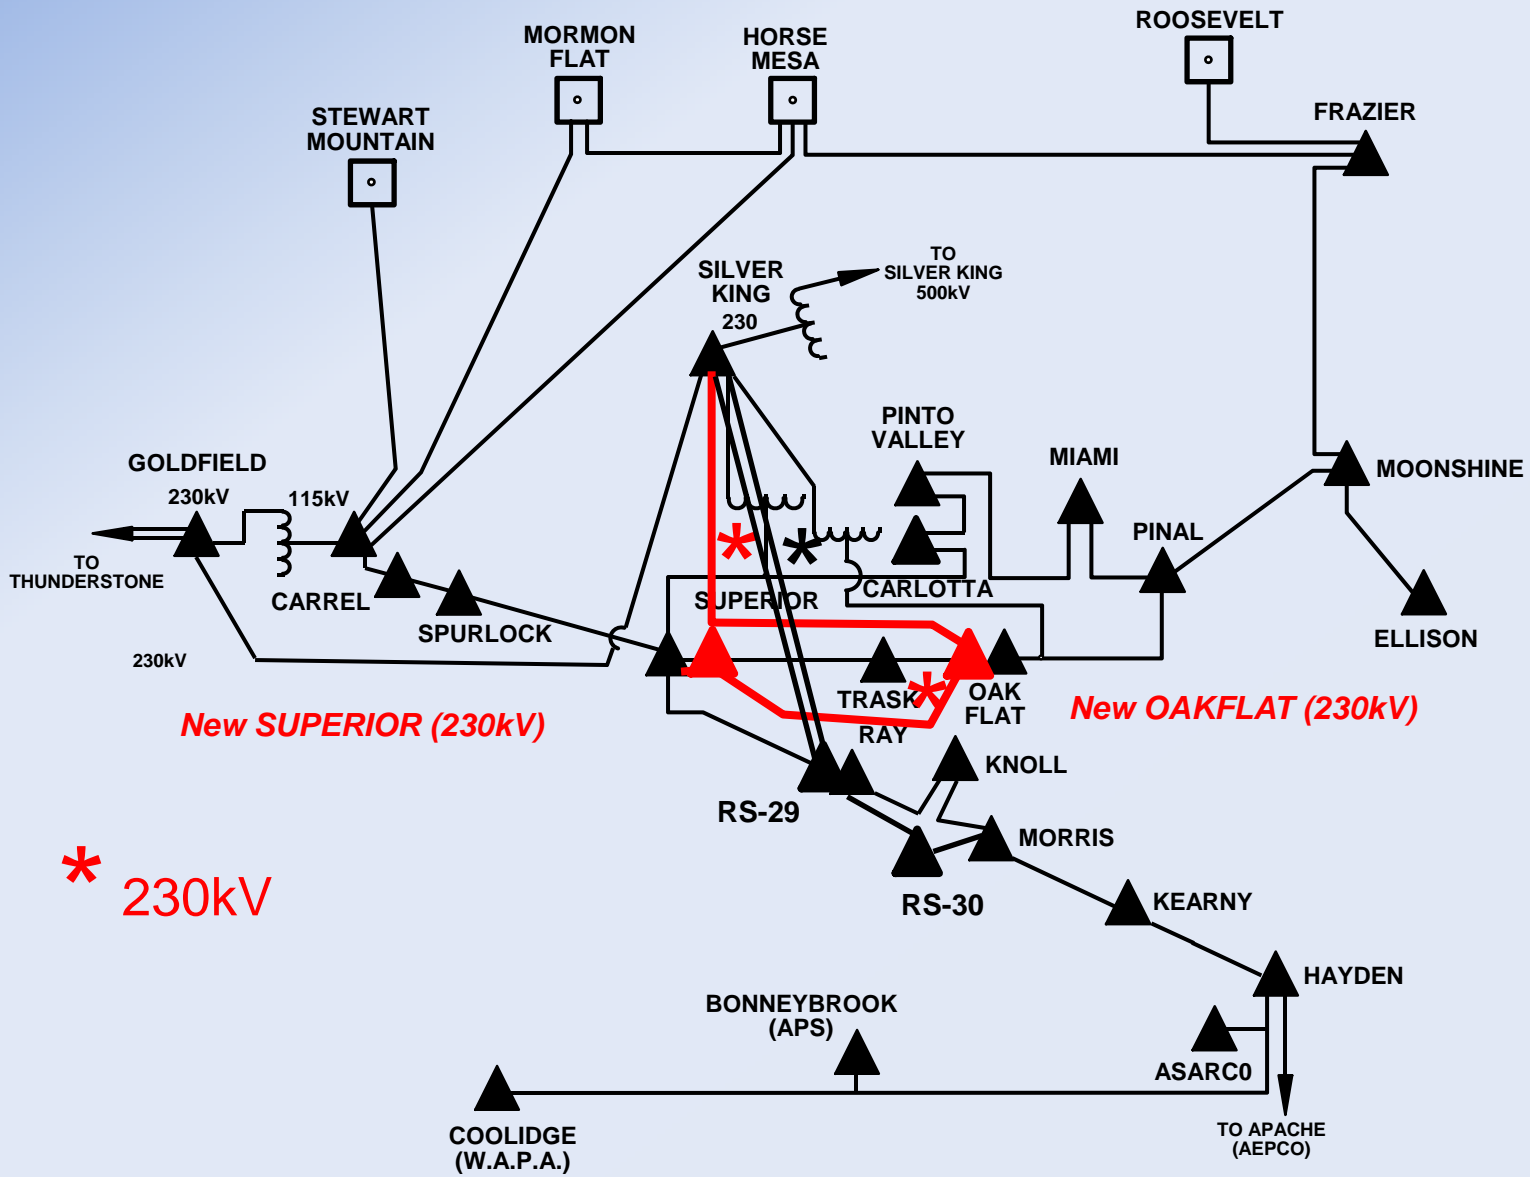 ROOSEVELT
MORMON
FLAT
HORSE
MESA
STEWART
MOUNTAIN
FRAZIER
TO
SILVER KING
500kV
SILVER
KING
230
PINTO
VALLEY
MIAMI
MOONSHINE
GOLDFIELD
230kV
115kV
PINAL
TO
THUNDERSTONE
CARREL
SUPERIOR
CARLOTTA
SPURLOCK
ELLISON
230kV
TRASK
OAK
FLAT
New SUPERIOR (230kV)
New OAKFLAT (230kV)
RAY
KNOLL
RS-29
MORRIS
* 230kV
RS-30
KEARNY
HAYDEN
BONNEYBROOK
(APS)
ASARC0
COOLIDGE
(W.A.P.A.)
TO APACHE
(AEPCO)